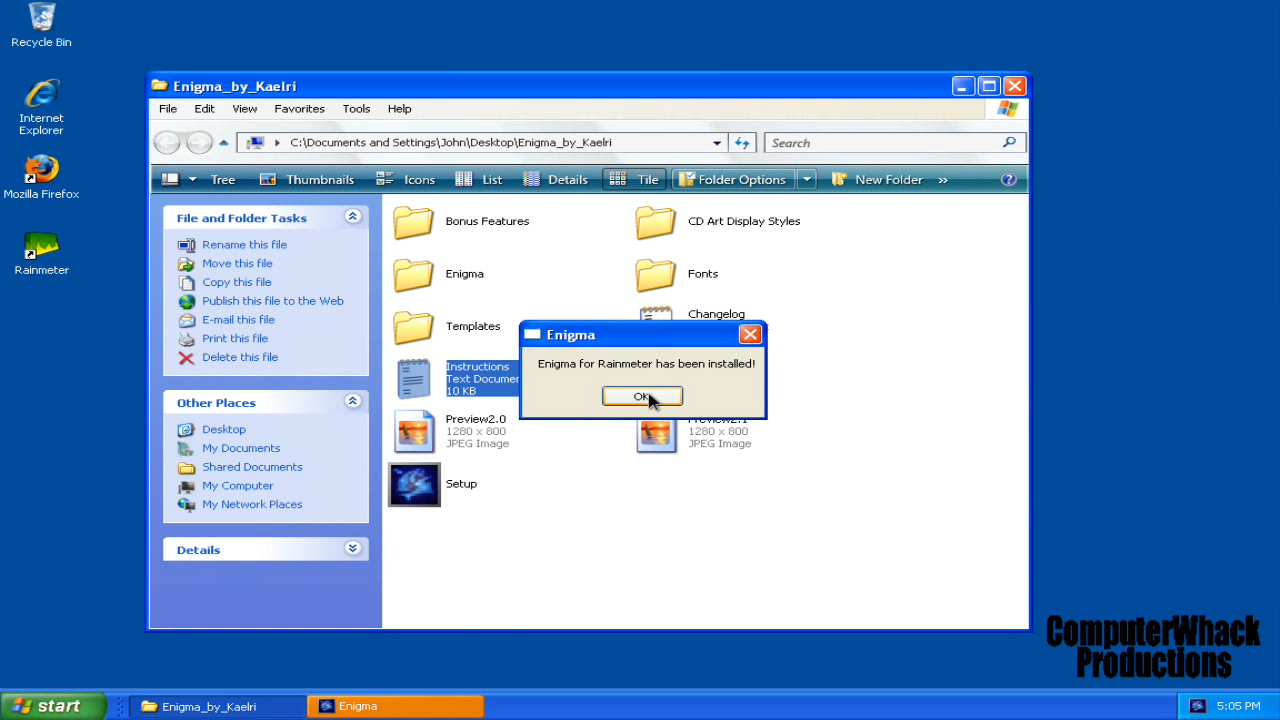 Recycle Bin
Internet
Explorer
Mozilla Firefox
Rainmeter
Enigma_by_Kaelri
File Edit View Favorites Tools Help
C:\Documents and Settings\John\Desktop\Enigma_by_Kaelri
Search
Tree Thumbnails Icons List Details Tile Folder Options New Folder »
File and Folder Tasks
Rename this file
Move this file
Copy this file
Publish this file to the Web
E-mail this file
Print this file
Delete this file
Other Places
Desktop
My Documents
Shared Documents
My Computer
My Network Places
Details
Bonus Features
CD Art Display Styles
Enigma
Fonts
Templates
Changelog
Instructions
Text Docume
10 KB
Enigma
Enigma for Rainmeter has been installed!
OK
Preview2.0
1280 x 800
JPEG Image
Preview2.1
1280 x 800
JPEG Image
Setup
ComputerWhack
Productions
start
Enigma_by_Kaelri
Enigma
5:05 PM